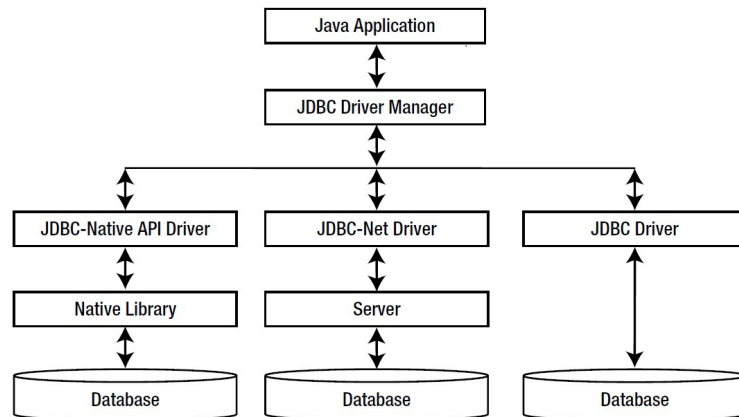 Java Application
JDBC Driver Manager
JDBC-Native API Driver
JDBC-Net Driver
JDBC Driver
Native Library
Server
Database
Database
Database